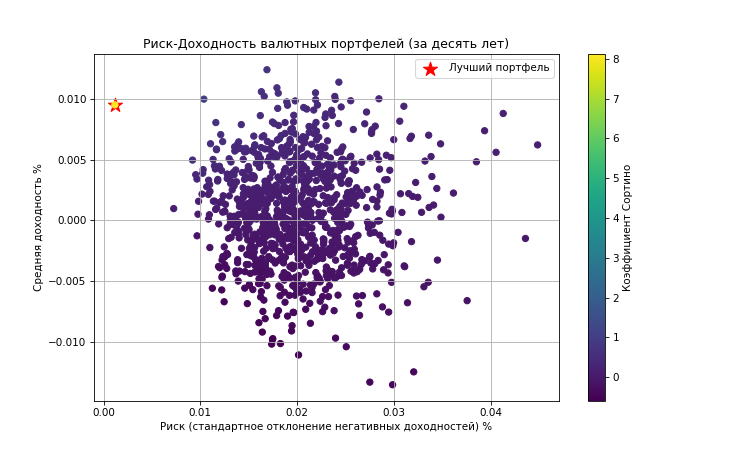 Риск-Доходность валютных портфелей (за десять лет)
Лучший портфель
Средняя доходность %
0.010
0.005
0.000
−0.005
−0.010
0.00 0.01 0.02 0.03 0.04
Риск (стандартное отклонение негативных доходностей) %
8
7
6
5
4
3
2
1
0
Коэффициент Сортино